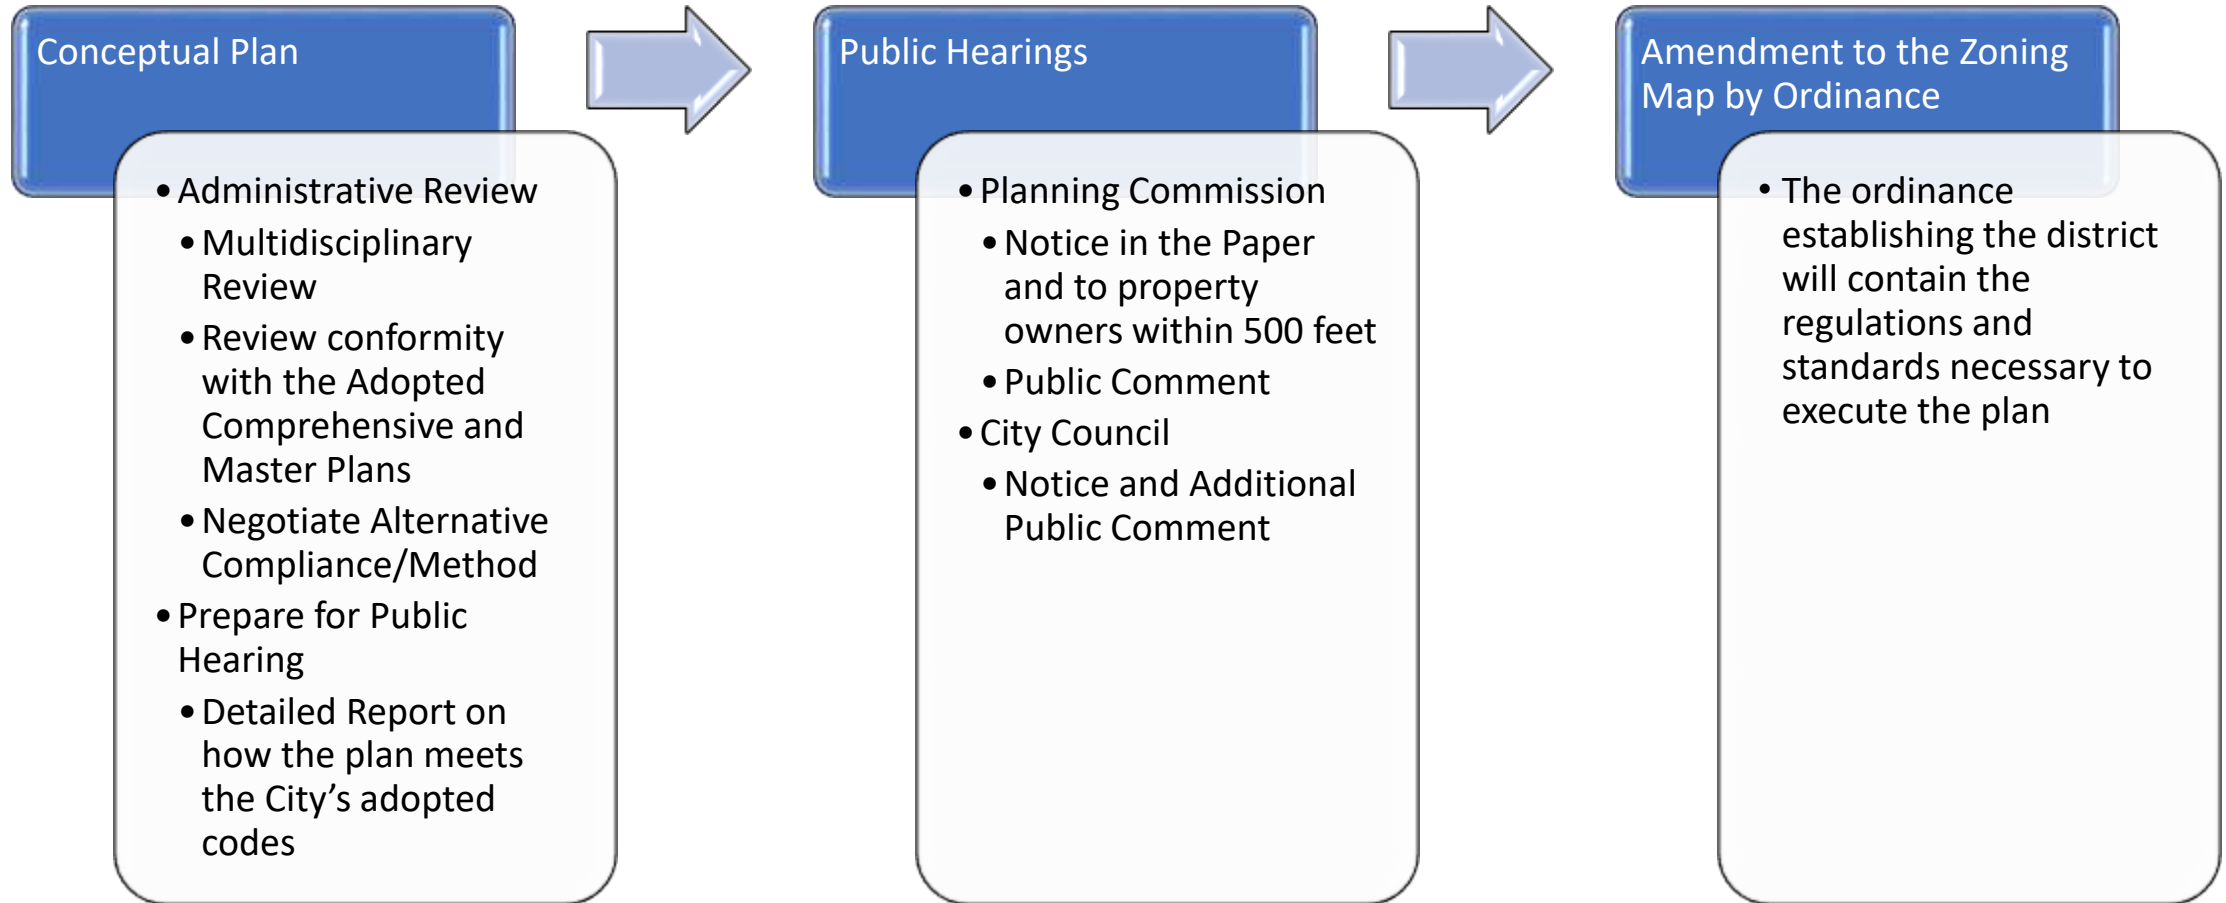 Conceptual Plan
• Administrative Review
• Multidisciplinary
Review
• Review conformity
with the Adopted
Comprehensive and
Master Plans
• Negotiate Alternative
Compliance/Method
• Prepare for Public
Hearing
• Detailed Report on
how the plan meets
the City’s adopted
codes
Public Hearings
• Planning Commission
• Notice in the Paper
and to property
owners within 500 feet
• Public Comment
• City Council
• Notice and Additional
Public Comment
Amendment to the Zoning
Map by Ordinance
• The ordinance
establishing the district
will contain the
regulations and
standards necessary to
execute the plan